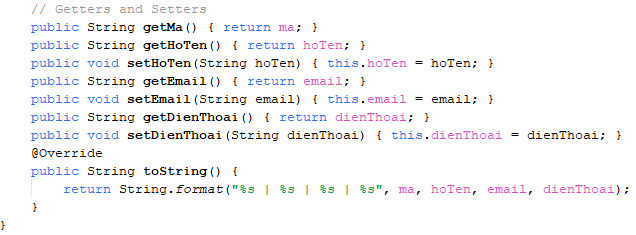 // Getters and Setters
public String getMa() { return ma; }
public String getHoTen() { return hoTen; }
public void setHoTen(String hoTen) { this.hoTen = hoTen; }
public String getEmail() { return email; }
public void setEmail(String email) { this.email = email; }
public String getDienThoai() { return dienThoai; }
public void setDienThoai(String dienThoai) { this.dienThoai = dienThoai; }
@Override
public String toString() {
return String.format("%s | %s | %s | %s", ma, hoTen, email, dienThoai);
}
}